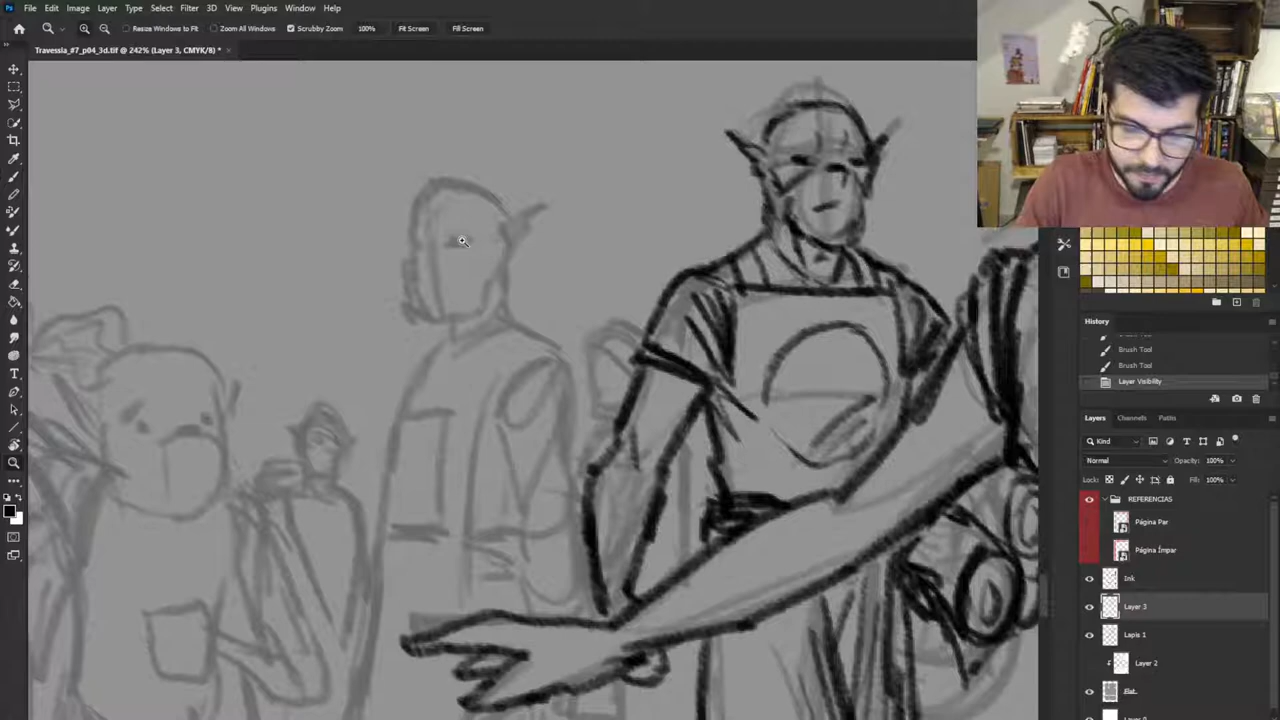 File Edit Image Layer Type Select Filter 3D View Plugins Window Help
Resize Windows to Fit Zoom All Windows Scrubby Zoom 100% Fit Screen Fill Screen
Travessia_#7_p04_3d.tif @ 242% (Layer 3, CMYK/8) *
History
Brush Tool
Brush Tool
Layer Visibility
Layers Channels Paths
Kind
Normal Opacity: 100%
Lock: Fill: 100%
REFERENCIAS
Página Par
Página Ímpar
Ink
Layer 3
Lapis 1
Layer 2
Flat